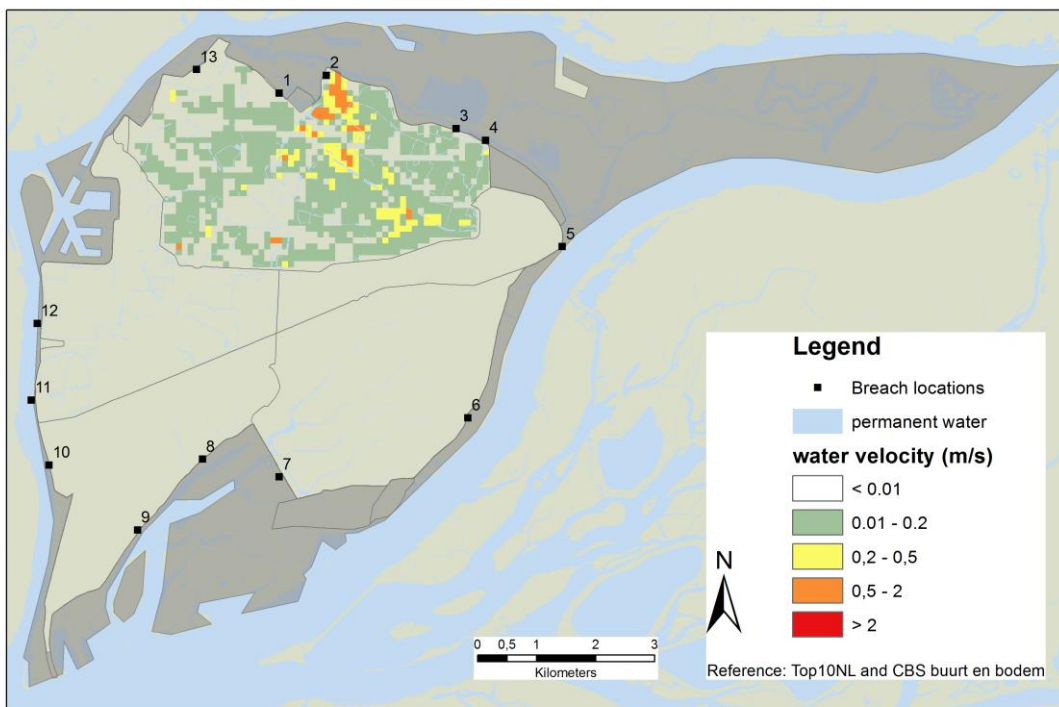 13
1
2
3
4
5
12
11
10
6
8
7
9
Legend
Breach locations
permanent water
water velocity (m/s)
< 0.01
0.01 - 0.2
0,2 - 0,5
0,5 - 2
> 2
N
0 0,5 1 2 3
Kilometers
Reference: Top10NL and CBS buurt en bodem